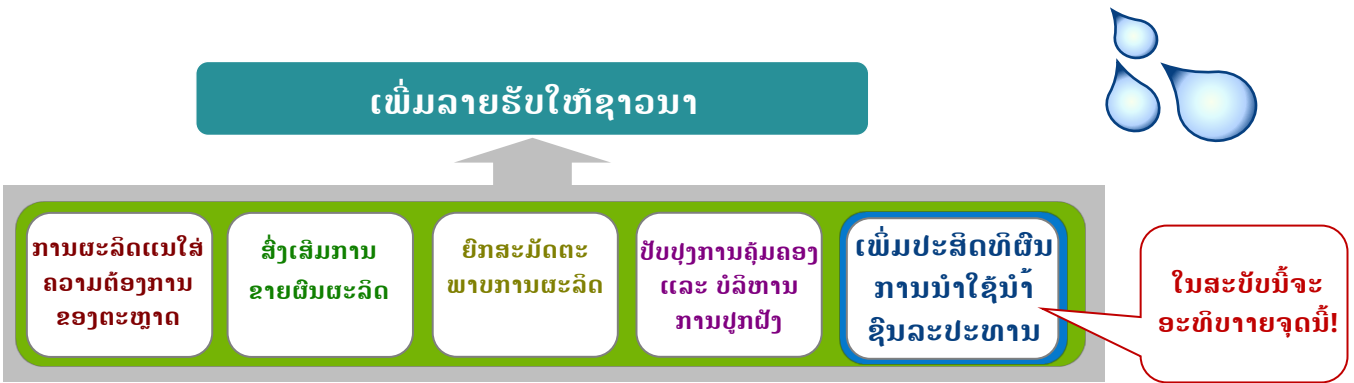 ເພີ່ມລາຍຮັບໃຫ້ຊາວນາ
ການຜະລິດແນໃສ່
ຄວາມຕ້ອງການ
ຂອງຕະຫຼາດ
ສົ່ງເສີມການ
ຂາຍຜົນຜະລິດ
ຍົກສະມັດຕະ
ພາບການຜະລິດ
ປັບປຸງການຄຸ້ມຄອງ
ແລະ ບໍລິຫານ
ການປູກຝັງ
ເພີ່ມປະສິດທິຜົນ
ການນຳໃຊ້ນ້ຳ
ຊົນລະປະທານ
ໃນສະບັບນີ້ຈະ
ອະທິບາາຍຈຸດນີ້!